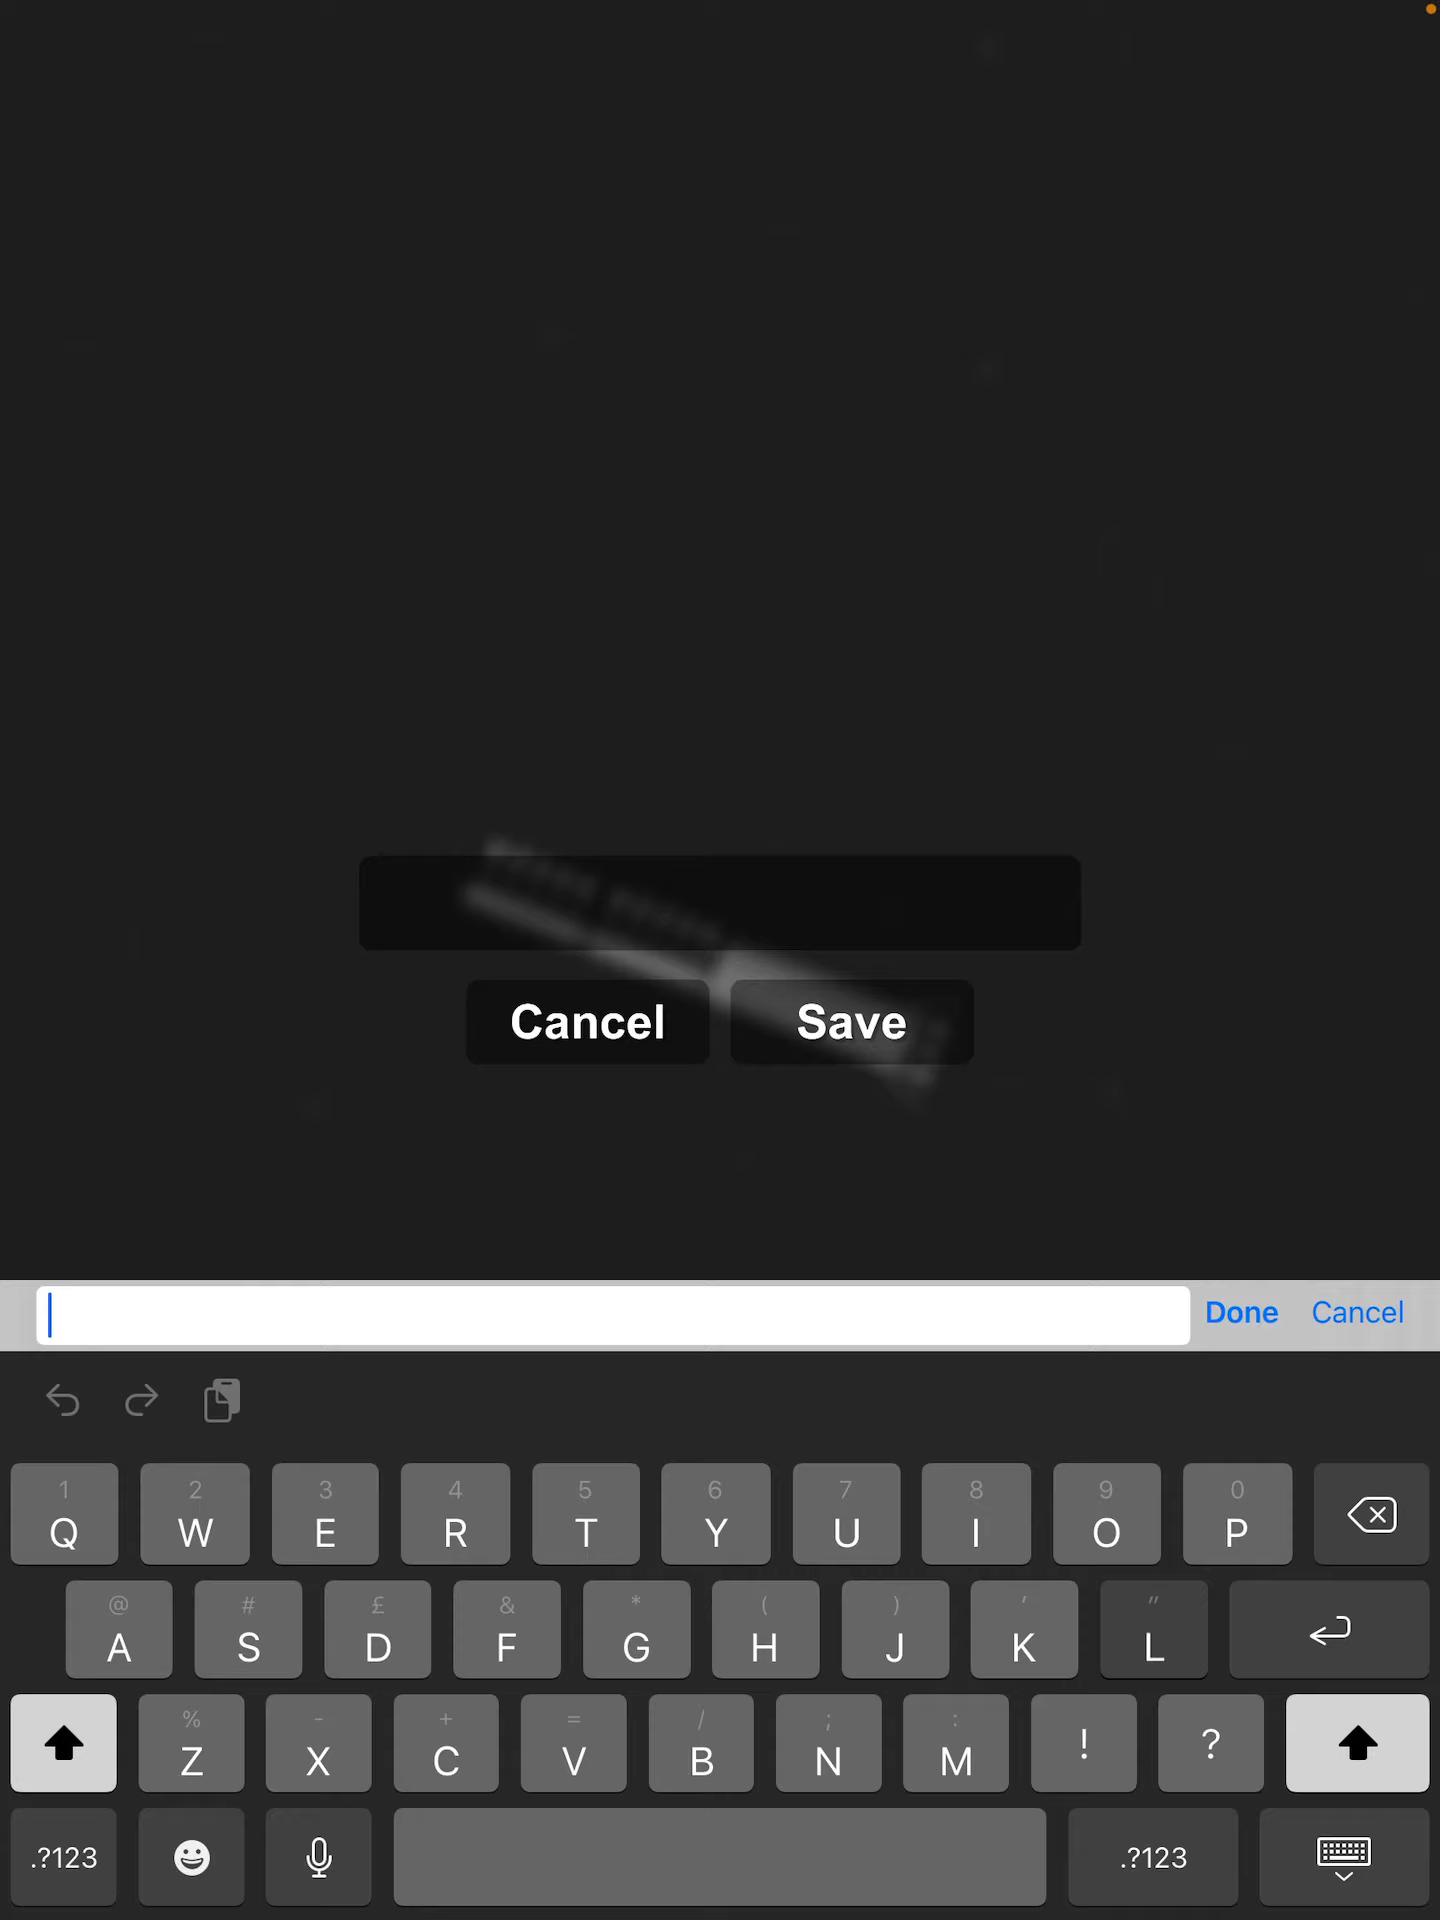 Cancel Save
Done Cancel
1 2 3 4 5 6 7 8 9 0
Q W E R T Y U I O P
@ # £ & * ( ) ' "
A S D F G H J K L
% - + = / ; :
Z X C V B N M ! ?
.?123 .?123